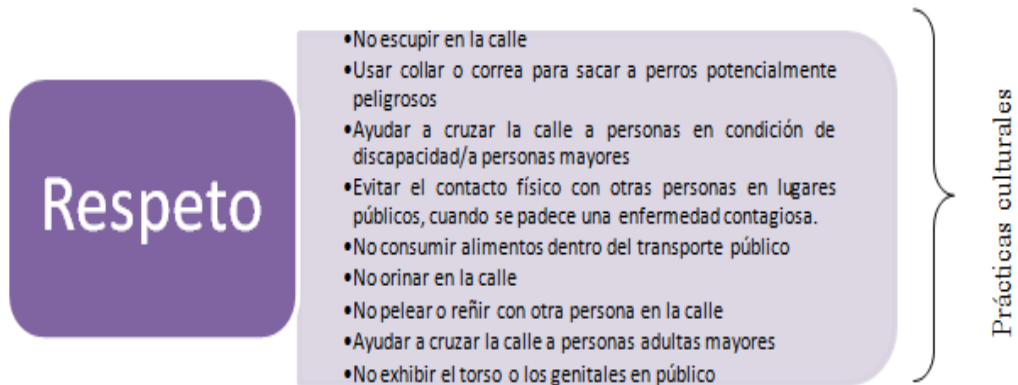 Respeto
•No escupir en la calle
•Usar collar o correa para sacar a perros potencialmente
peligrosos
•Ayudar a cruzar la calle a personas en condición de
discapacidad/a personas mayores
•Evitar el contacto físico con otras personas en lugares
públicos, cuando se padece una enfermedad contagiosa.
•No consumir alimentos dentro del transporte público
•No orinar en la calle
•No pelear o reñir con otra persona en la calle
•Ayudar a cruzar la calle a personas adultas mayores
•No exhibir el torso o los genitales en público
Prácticas culturales